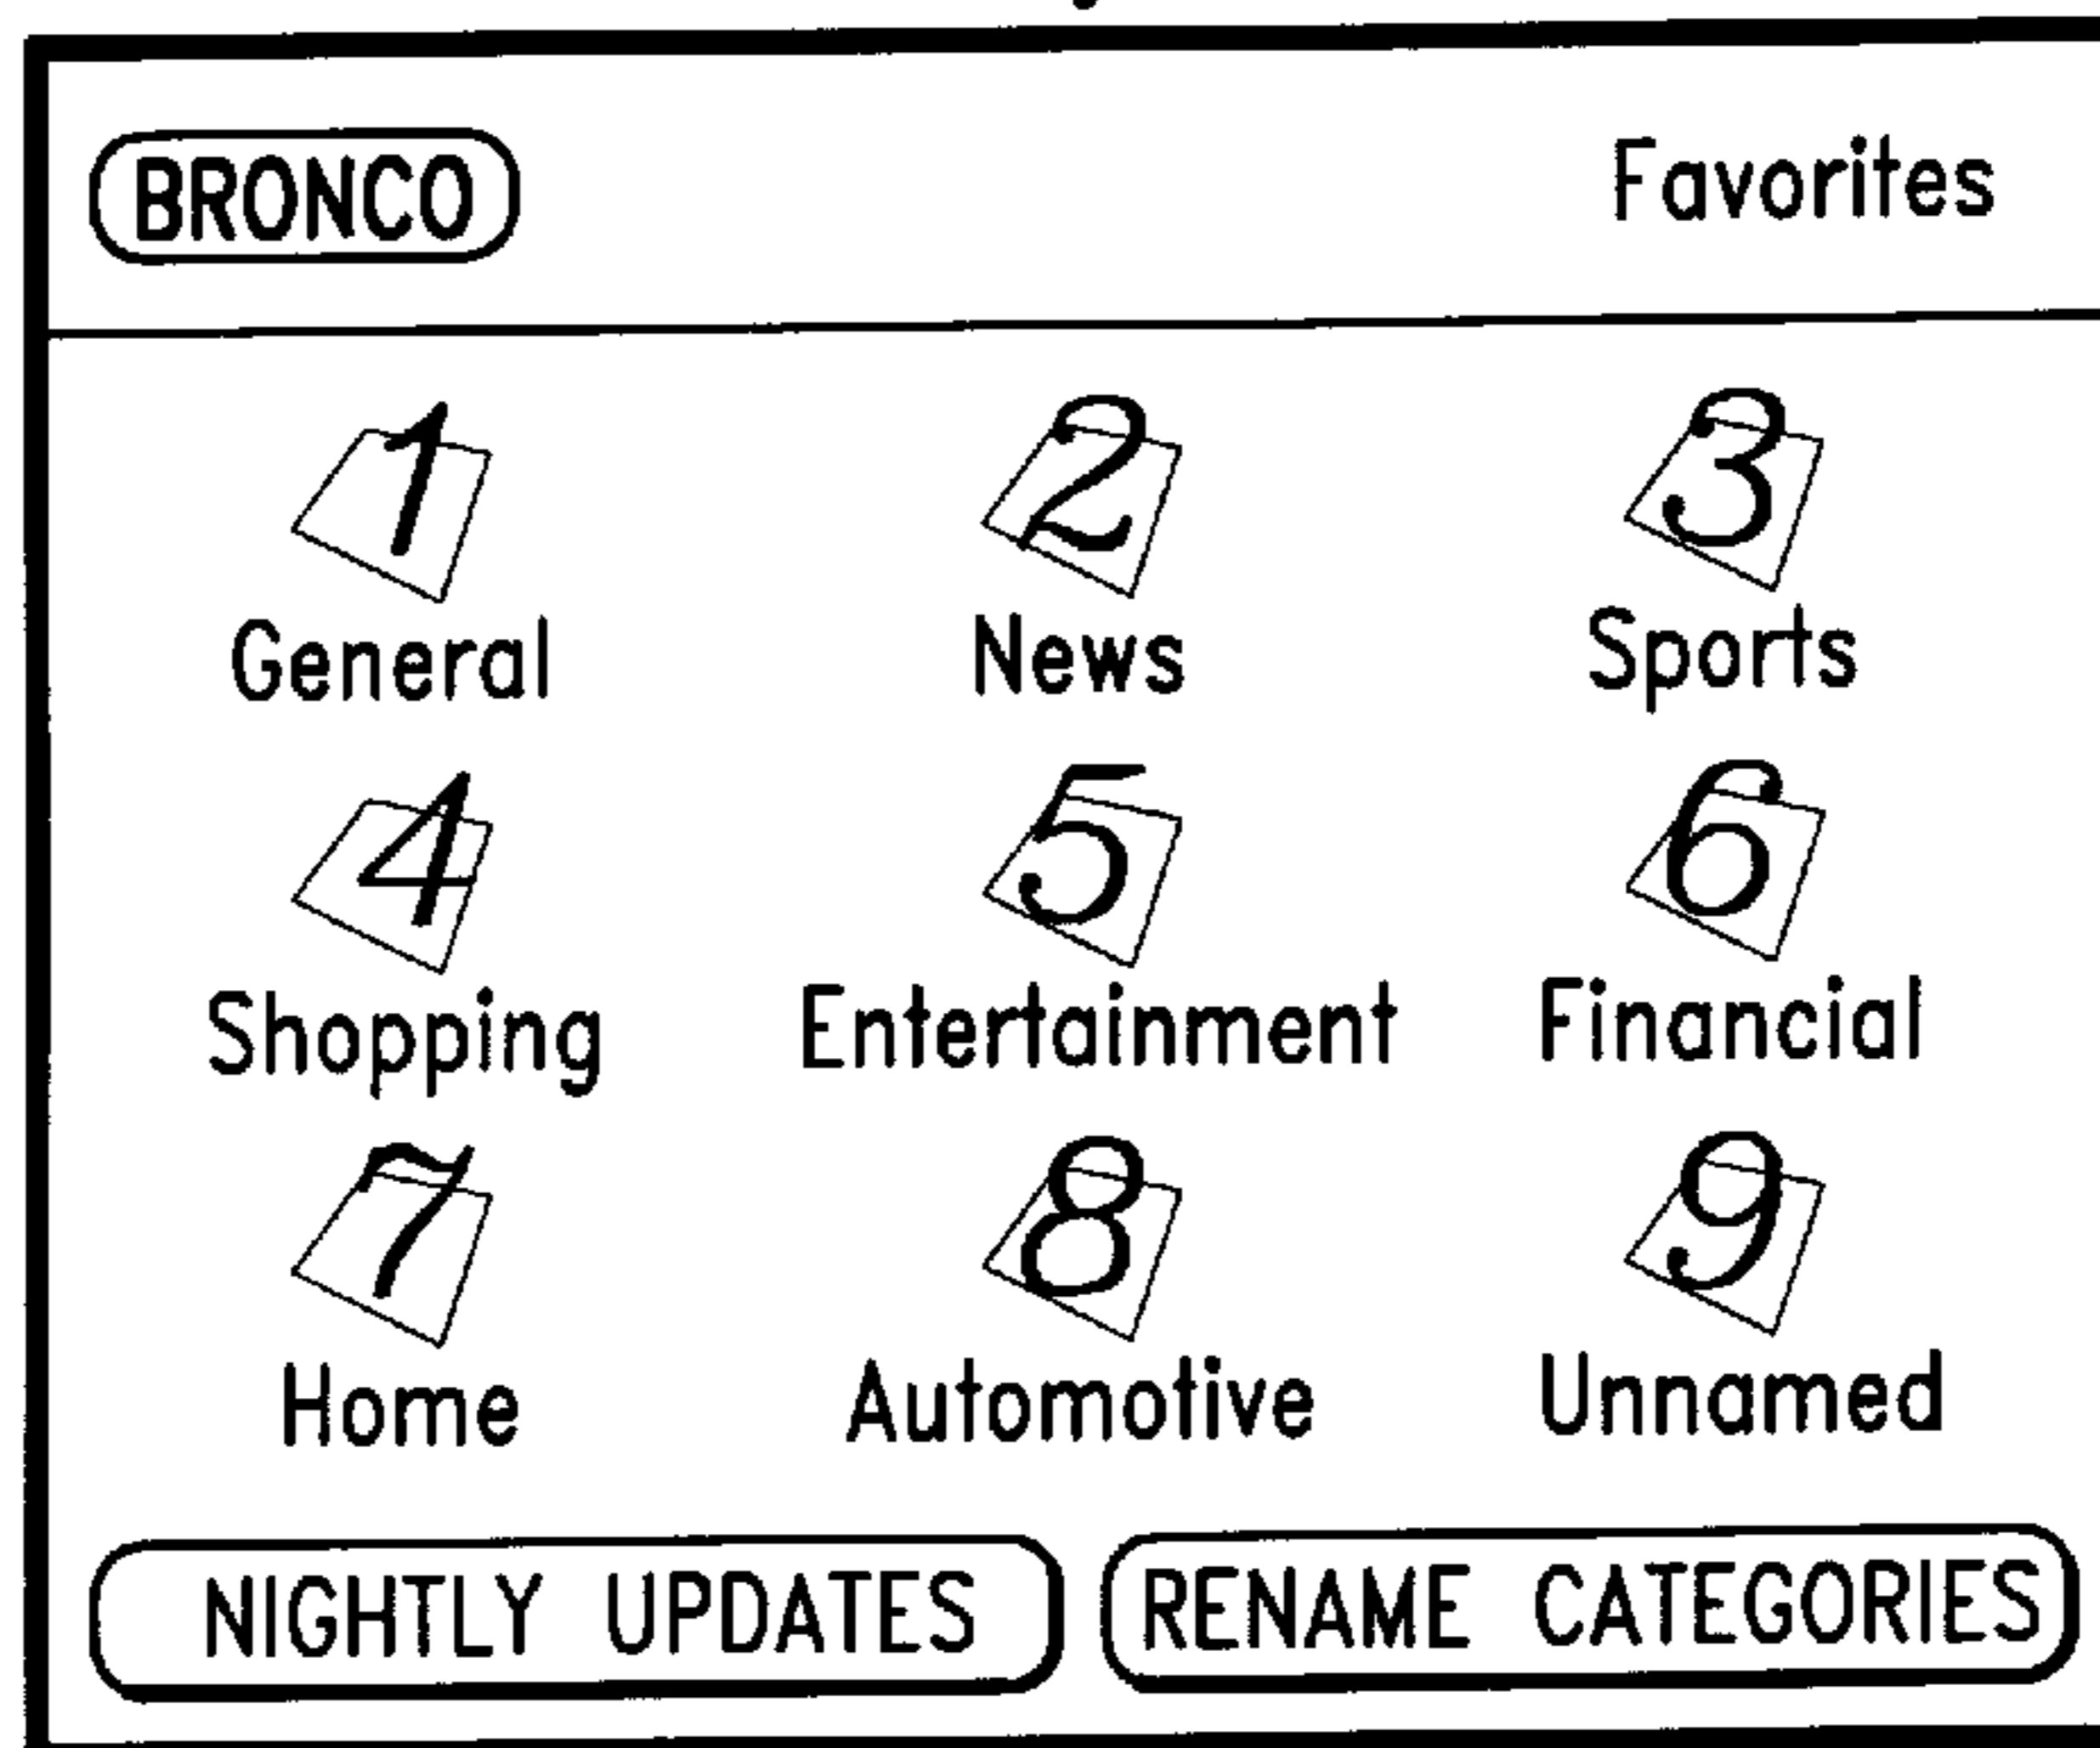 BRONCO Favorites
1 2 3
General News Sports
4 5 6
Shopping Entertainment Financial
7 8 9
Home Automotive Unnamed
NIGHTLY UPDATES RENAME CATEGORIES